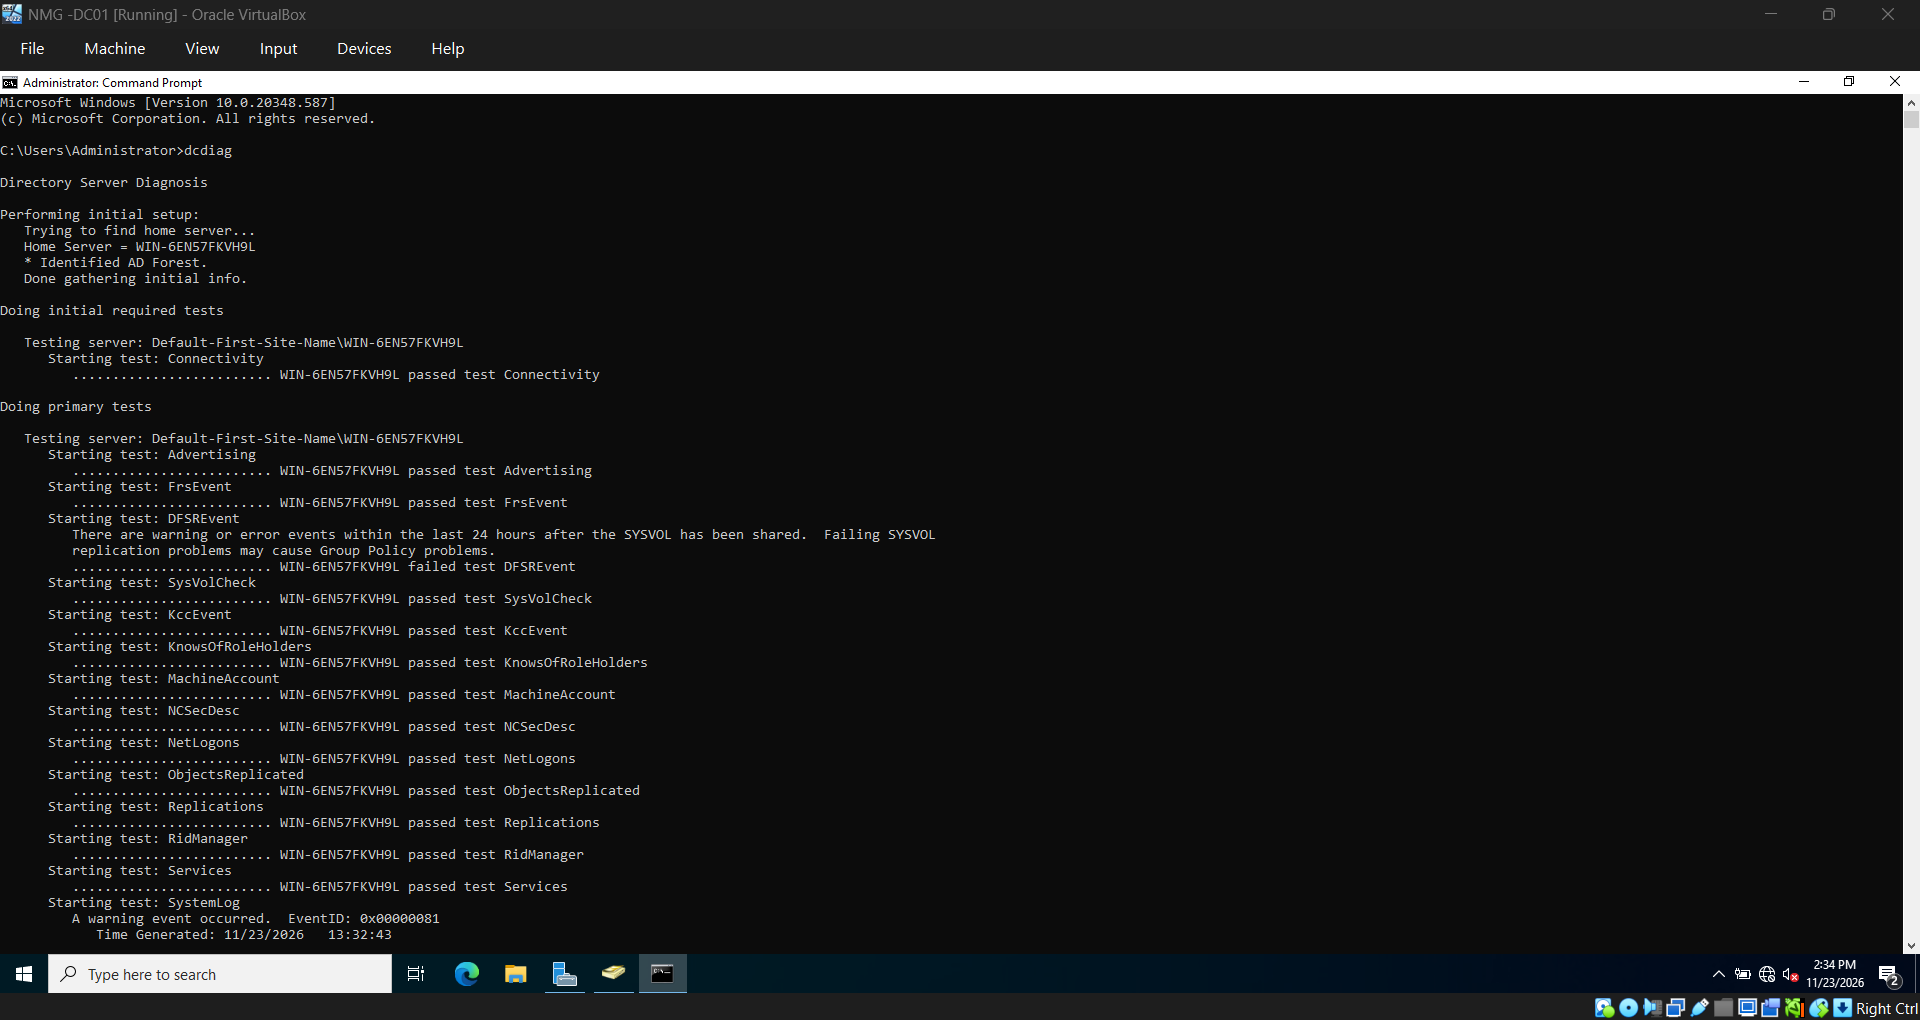 NMG -DC01 [Running] - Oracle VirtualBox
File Machine View Input Devices Help
Administrator: Command Prompt
Microsoft Windows [Version 10.0.20348.587]
(c) Microsoft Corporation. All rights reserved.
C:\Users\Administrator>dcdiag
Directory Server Diagnosis
Performing initial setup:
Trying to find home server...
Home Server = WIN-6EN57FKVH9L
* Identified AD Forest.
Done gathering initial info.
Doing initial required tests
Testing server: Default-First-Site-Name\WIN-6EN57FKVH9L
Starting test: Connectivity
......................... WIN-6EN57FKVH9L passed test Connectivity
Doing primary tests
Testing server: Default-First-Site-Name\WIN-6EN57FKVH9L
Starting test: Advertising
......................... WIN-6EN57FKVH9L passed test Advertising
Starting test: FrsEvent
......................... WIN-6EN57FKVH9L passed test FrsEvent
Starting test: DFSREvent
There are warning or error events within the last 24 hours after the SYSVOL has been shared.  Failing SYSVOL
replication problems may cause Group Policy problems.
......................... WIN-6EN57FKVH9L failed test DFSREvent
Starting test: SysVolCheck
......................... WIN-6EN57FKVH9L passed test SysVolCheck
Starting test: KccEvent
......................... WIN-6EN57FKVH9L passed test KccEvent
Starting test: KnowsOfRoleHolders
......................... WIN-6EN57FKVH9L passed test KnowsOfRoleHolders
Starting test: MachineAccount
......................... WIN-6EN57FKVH9L passed test MachineAccount
Starting test: NCSecDesc
......................... WIN-6EN57FKVH9L passed test NCSecDesc
Starting test: NetLogons
......................... WIN-6EN57FKVH9L passed test NetLogons
Starting test: ObjectsReplicated
......................... WIN-6EN57FKVH9L passed test ObjectsReplicated
Starting test: Replications
......................... WIN-6EN57FKVH9L passed test Replications
Starting test: RidManager
......................... WIN-6EN57FKVH9L passed test RidManager
Starting test: Services
......................... WIN-6EN57FKVH9L passed test Services
Starting test: SystemLog
A warning event occurred.  EventID: 0x00000081
Time Generated: 11/23/2026   13:32:43
Type here to search
2:34 PM
11/23/2026
2
Right Ctrl